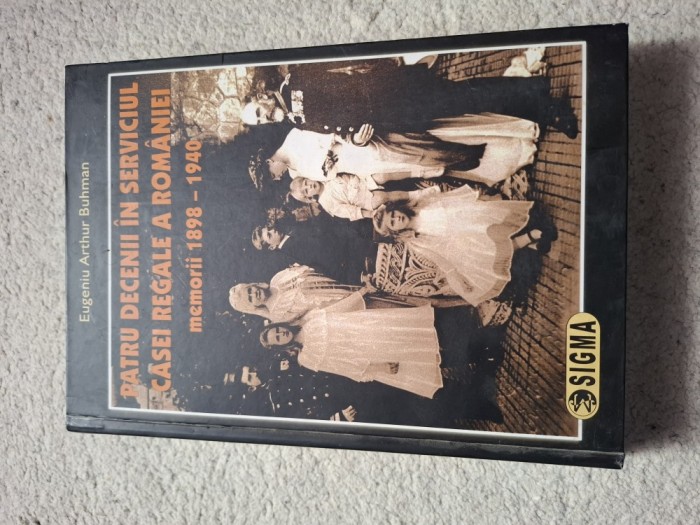 Eugeniu Arthur Buhman
PATRU DECENII ÎN SERVICIUL
CASEI REGALE A ROMÂNIEI
memorii 1898 - 1940
SIGMA